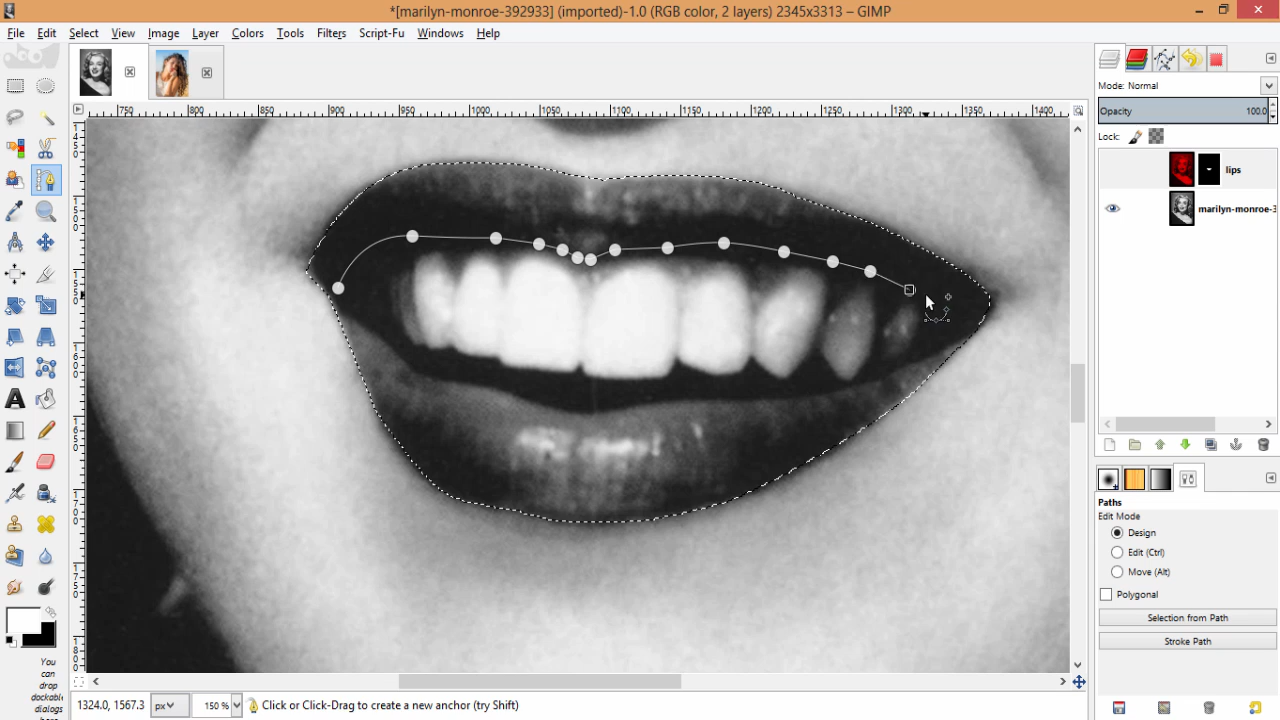 *[marilyn-monroe-392933] (imported)-1.0 (RGB color, 2 layers) 2345x3313 – GIMP
File Edit Select View Image Layer Colors Tools Filters Script-Fu Windows Help
Mode: Normal
Opacity 100.0
Lock:
750 800 850 900 950 1000 1050 1100 1150 1200 1250 1300 1350 1400
lips
marilyn-monroe-3
Paths
Edit Mode
Design
Edit (Ctrl)
Move (Alt)
Polygonal
Selection from Path
Stroke Path
You
can
drop
dockable
dialogs
1324.0, 1567.3 px 150 % Click or Click-Drag to create a new anchor (try Shift)